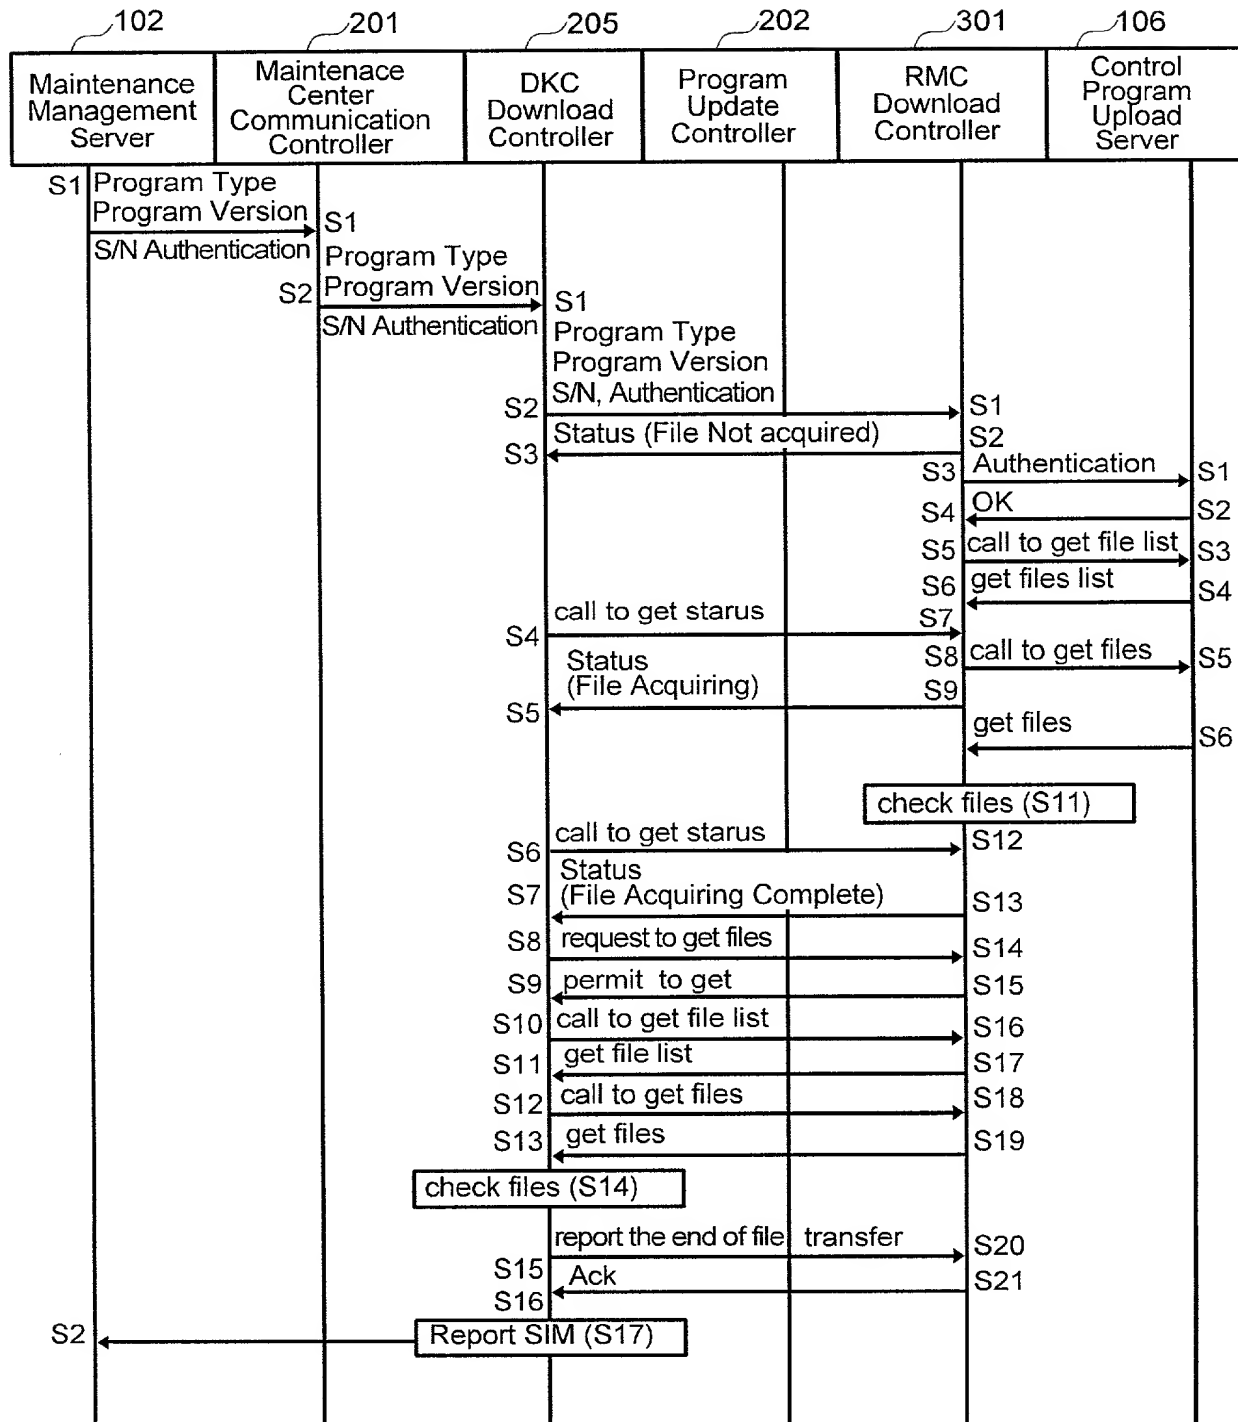 102
201
205
202
301
106
Maintenance
Management
Server
Maintenace
Center
Communication
Controller
DKC
Download
Controller
Program
Update
Controller
RMC
Download
Controller
Control
Program
Upload
Server
S1 Program Type
Program Version
S/N Authentication
S1
Program Type
S2 Program Version
S/N Authentication
S1
Program Type
Program Version
S/N, Authentication
S2
S1
Status (File Not acquired)
S2
S3
S3 Authentication S1
S4 OK S2
S5 call to get file list S3
S6 get files list S4
S4 call to get starus S7
S8 call to get files S5
Status
(File Acquiring)
S9
S5
get files S6
check files (S11)
S6 call to get starus S12
Status
S7 (File Acquiring Complete) S13
S8 request to get files S14
S9 permit to get S15
S10 call to get file list S16
S11 get file list S17
S12 call to get files S18
S13 get files S19
check files (S14)
report the end of file transfer S20
S15
Ack S21
S16
S2 Report SIM (S17)